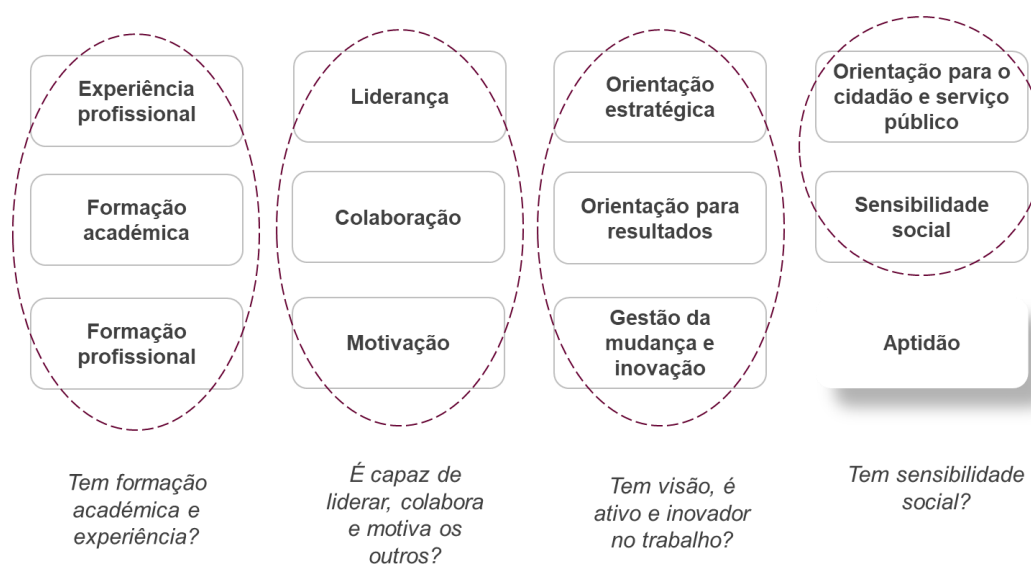 Experiência
profissional
Formação
académica
Formação
profissional
Tem formação
académica e
experiência?
Liderança
Colaboração
Motivação
É capaz de
liderar, colabora
e motiva os
outros?
Orientação
estratégica
Orientação para
resultados
Gestão da
mudança e
inovação
Tem visão, é
ativo e inovador
no trabalho?
Orientação para o
cidadão e serviço
público
Sensibilidade
social
Aptidão
Tem sensibilidade
social?